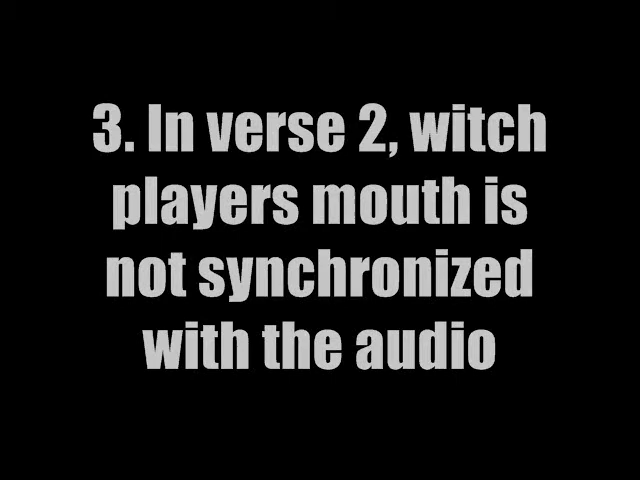 3. In verse 2, witch
players mouth is
not synchronized
with the audio